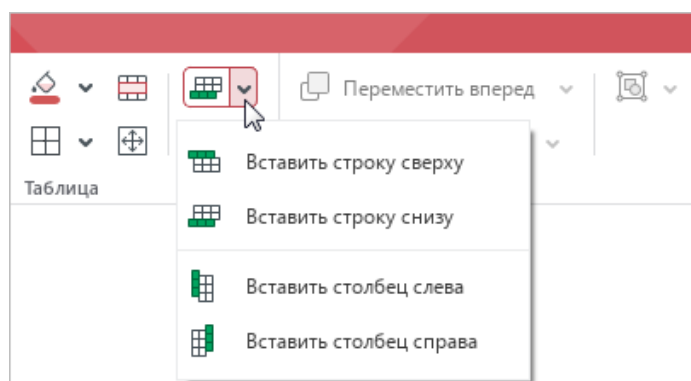 Переместить вперед
Таблица
Вставить строку сверху
Вставить строку снизу
Вставить столбец слева
Вставить столбец справа